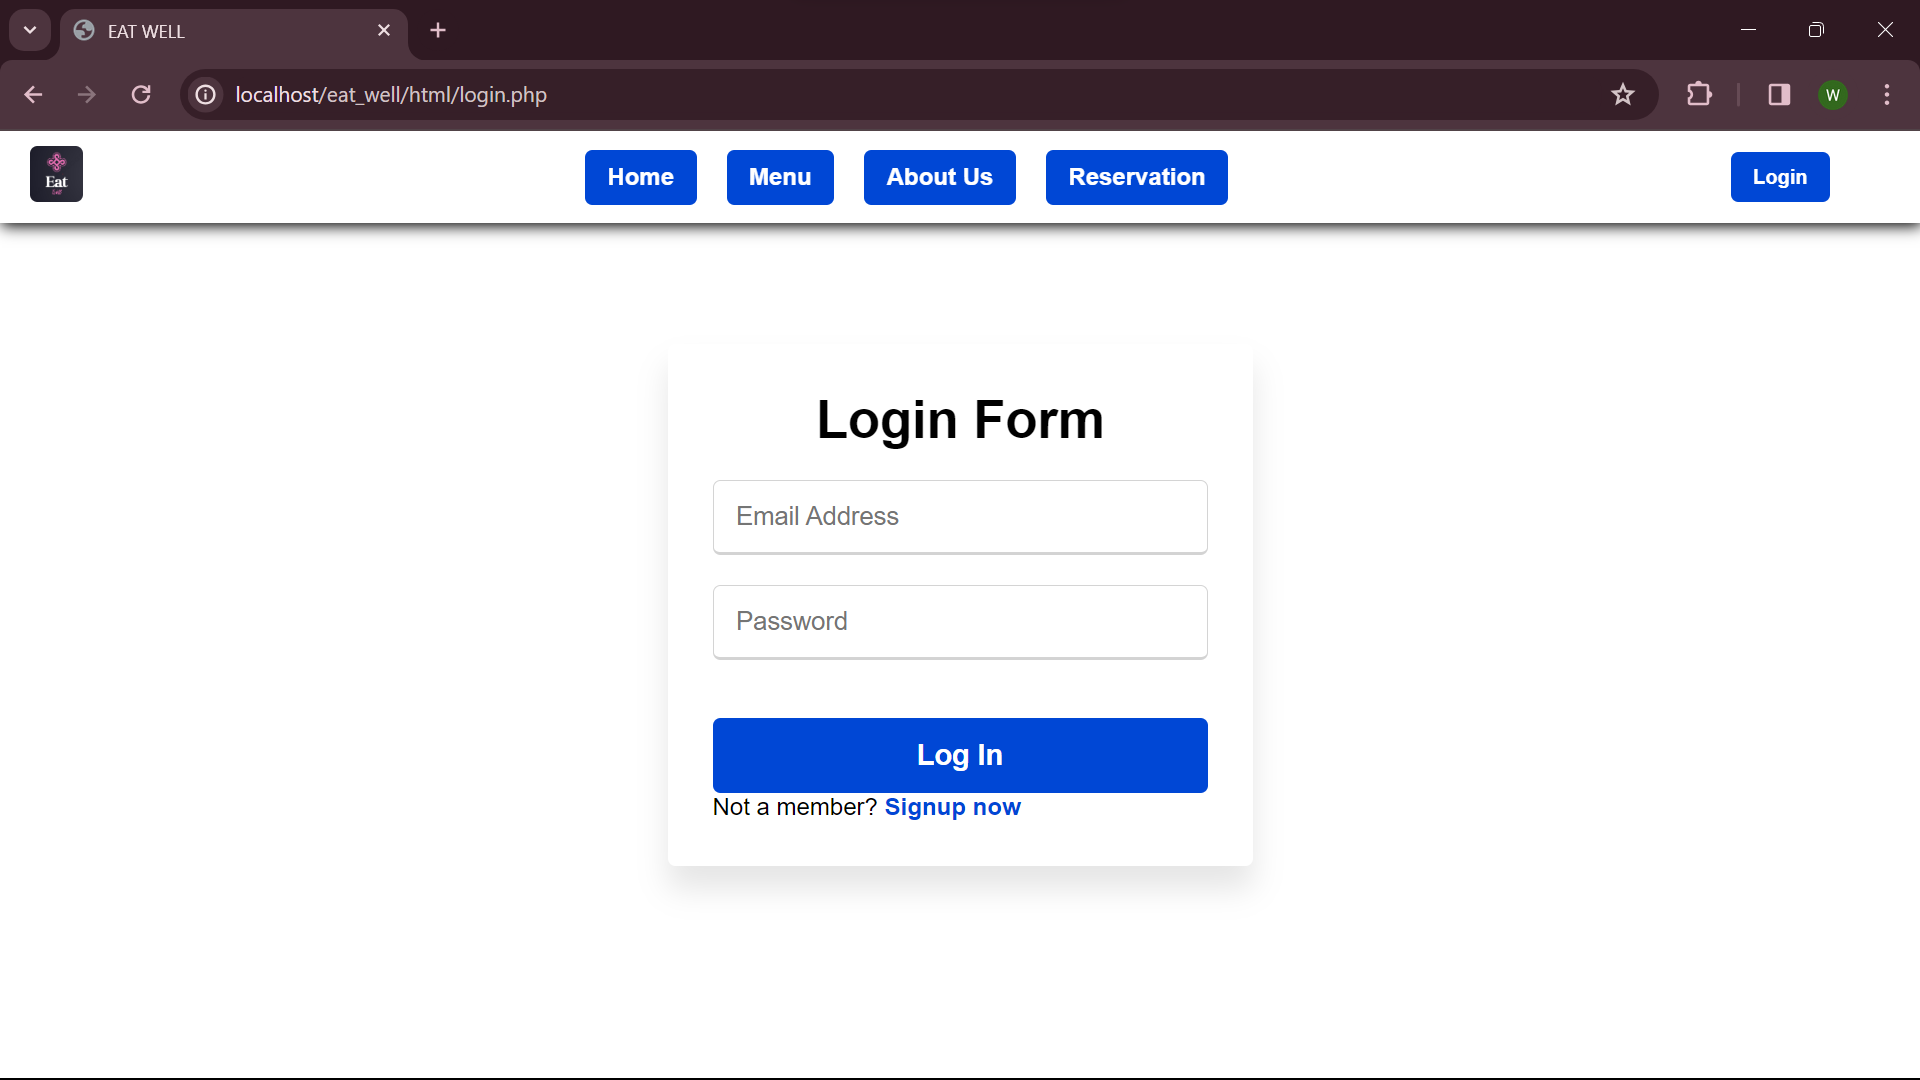 EAT WELL
localhost/eat_well/html/login.php
W
Eat
Home
Menu
About Us
Reservation
Login
Login Form
Email Address
Password
Log In
Not a member? Signup now